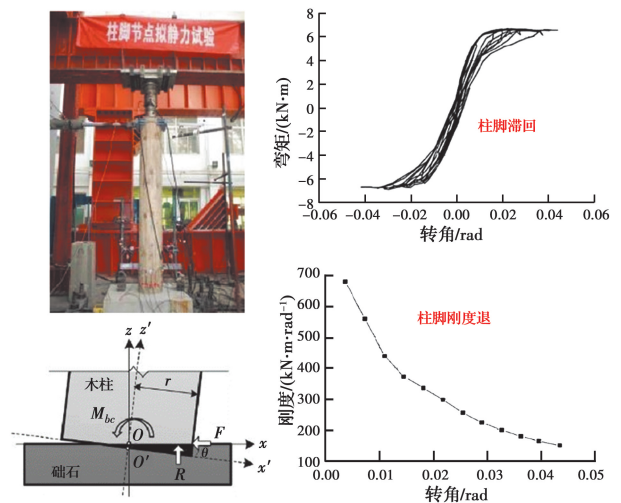 柱脚节点拟静力试验
z z′
木柱
r
M_bc
O
F
x
θ
O′
x′
础石
R
弯矩/(kN·m)
8
6
4
2
0
-2
-4
-6
-8
柱脚滞回
-0.06 -0.04 -0.02 0.00 0.02 0.04 0.06
转角/rad
刚度/(kN·m·rad⁻¹)
700
600
500
400
300
200
100
柱脚刚度退
0.00 0.01 0.02 0.03 0.04 0.05
转角/rad